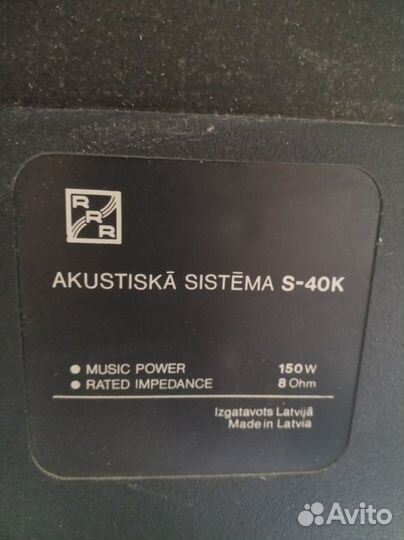 RRR
AKUSTISKĀ SISTĒMA S-40K
● MUSIC POWER 150 W
● RATED IMPEDANCE 8 Ohm
Izgatavots Latvijā
Made in Latvia
Avito